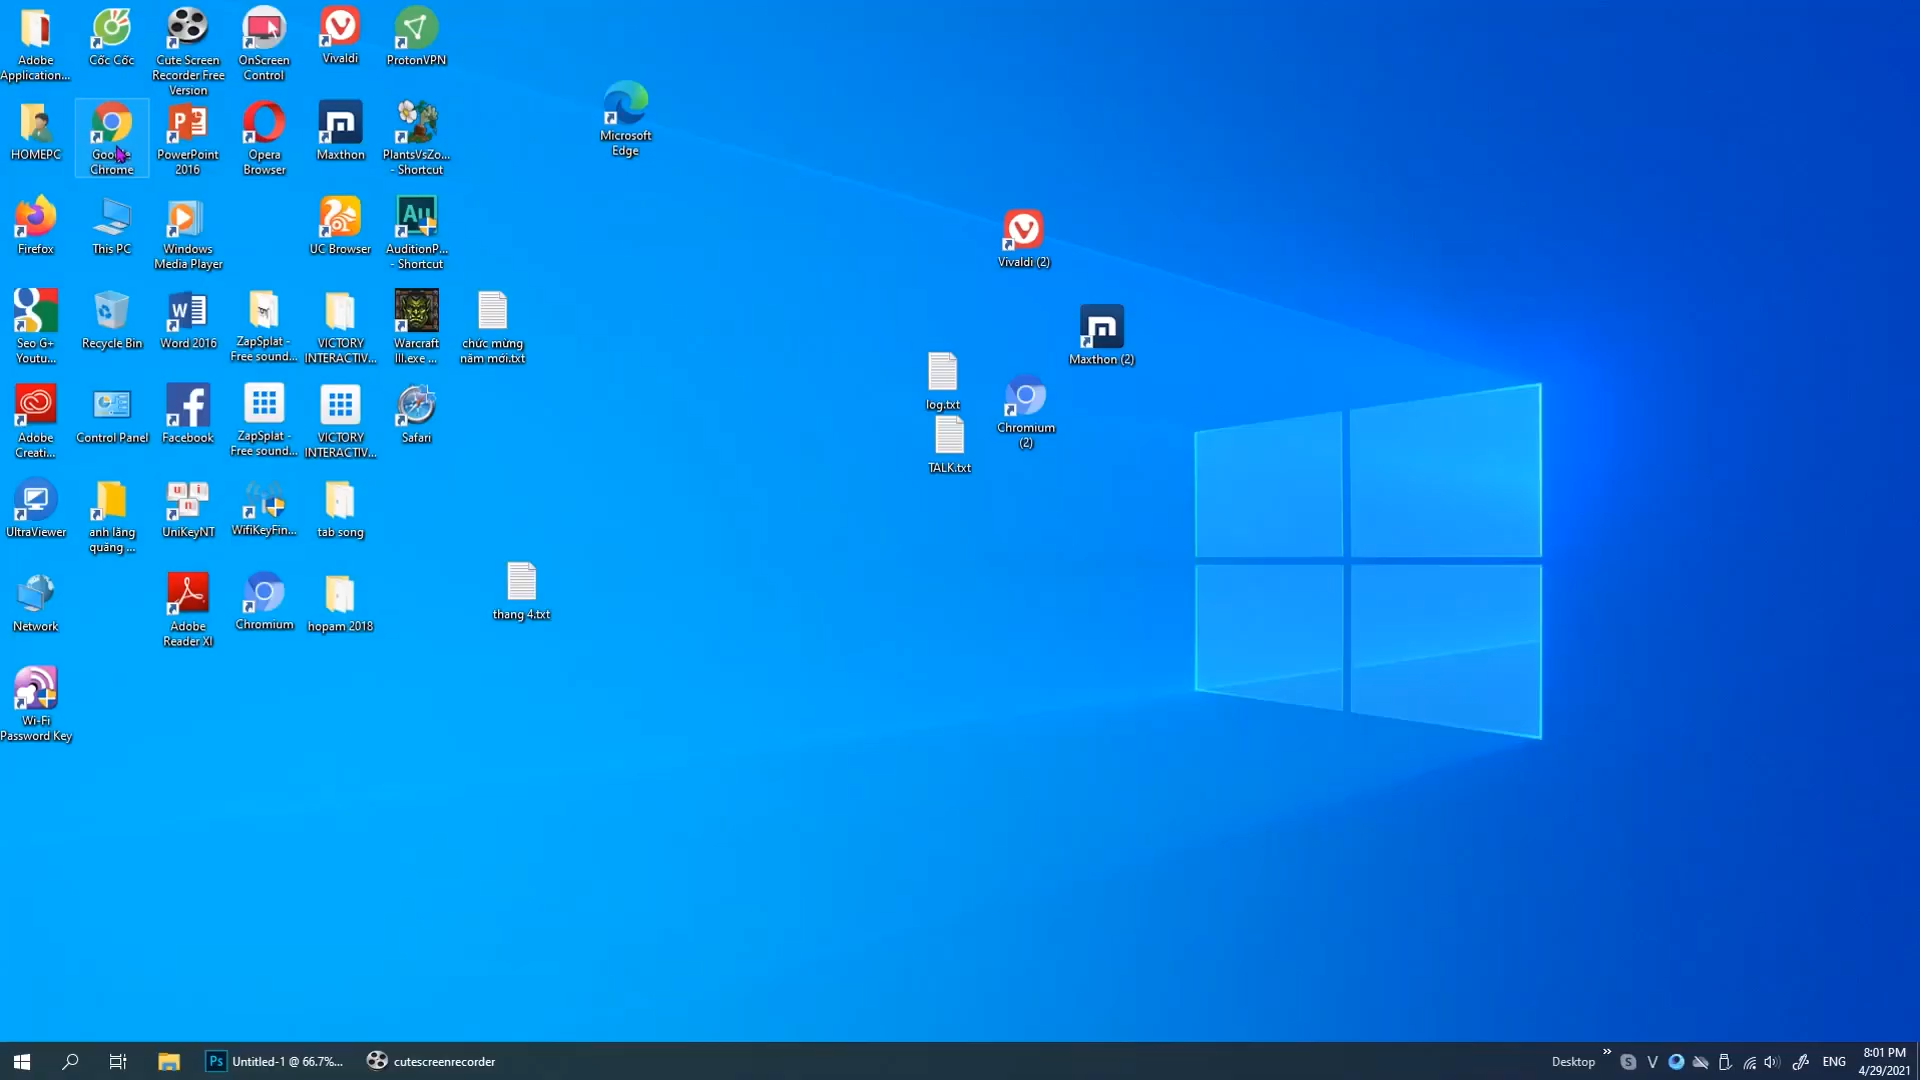 Adobe
Application...
Cốc Cốc
Cute Screen
Recorder Free
Version
OnScreen
Control
Vivaldi
ProtonVPN
HOMEPC
Google
Chrome
PowerPoint
2016
Opera
Browser
Maxthon
PlantsVsZo...
- Shortcut
Microsoft
Edge
Firefox
This PC
Windows
Media Player
UC Browser
Au
AuditionP...
- Shortcut
Vivaldi (2)
Seo G+
Youtu...
Recycle Bin
Word 2016
ZapSplat -
Free sound...
VICTORY
INTERACTIV...
Warcraft
III.exe ...
chức mừng
năm mới.txt
Maxthon (2)
log.txt
Chromium
(2)
TALK.txt
Adobe
Creati...
Control Panel
Facebook
ZapSplat -
Free sound...
VICTORY
INTERACTIV...
Safari
UltraViewer
anh lăng
quăng ...
UniKeyNT
WifiKeyFin...
tab song
thang 4.txt
Network
Adobe
Reader XI
Chromium
hopam 2018
Wi-Fi
Password Key
Ps Untitled-1 @ 66.7%...
cutescreenrecorder
Desktop
ENG
8:01 PM
4/29/2021